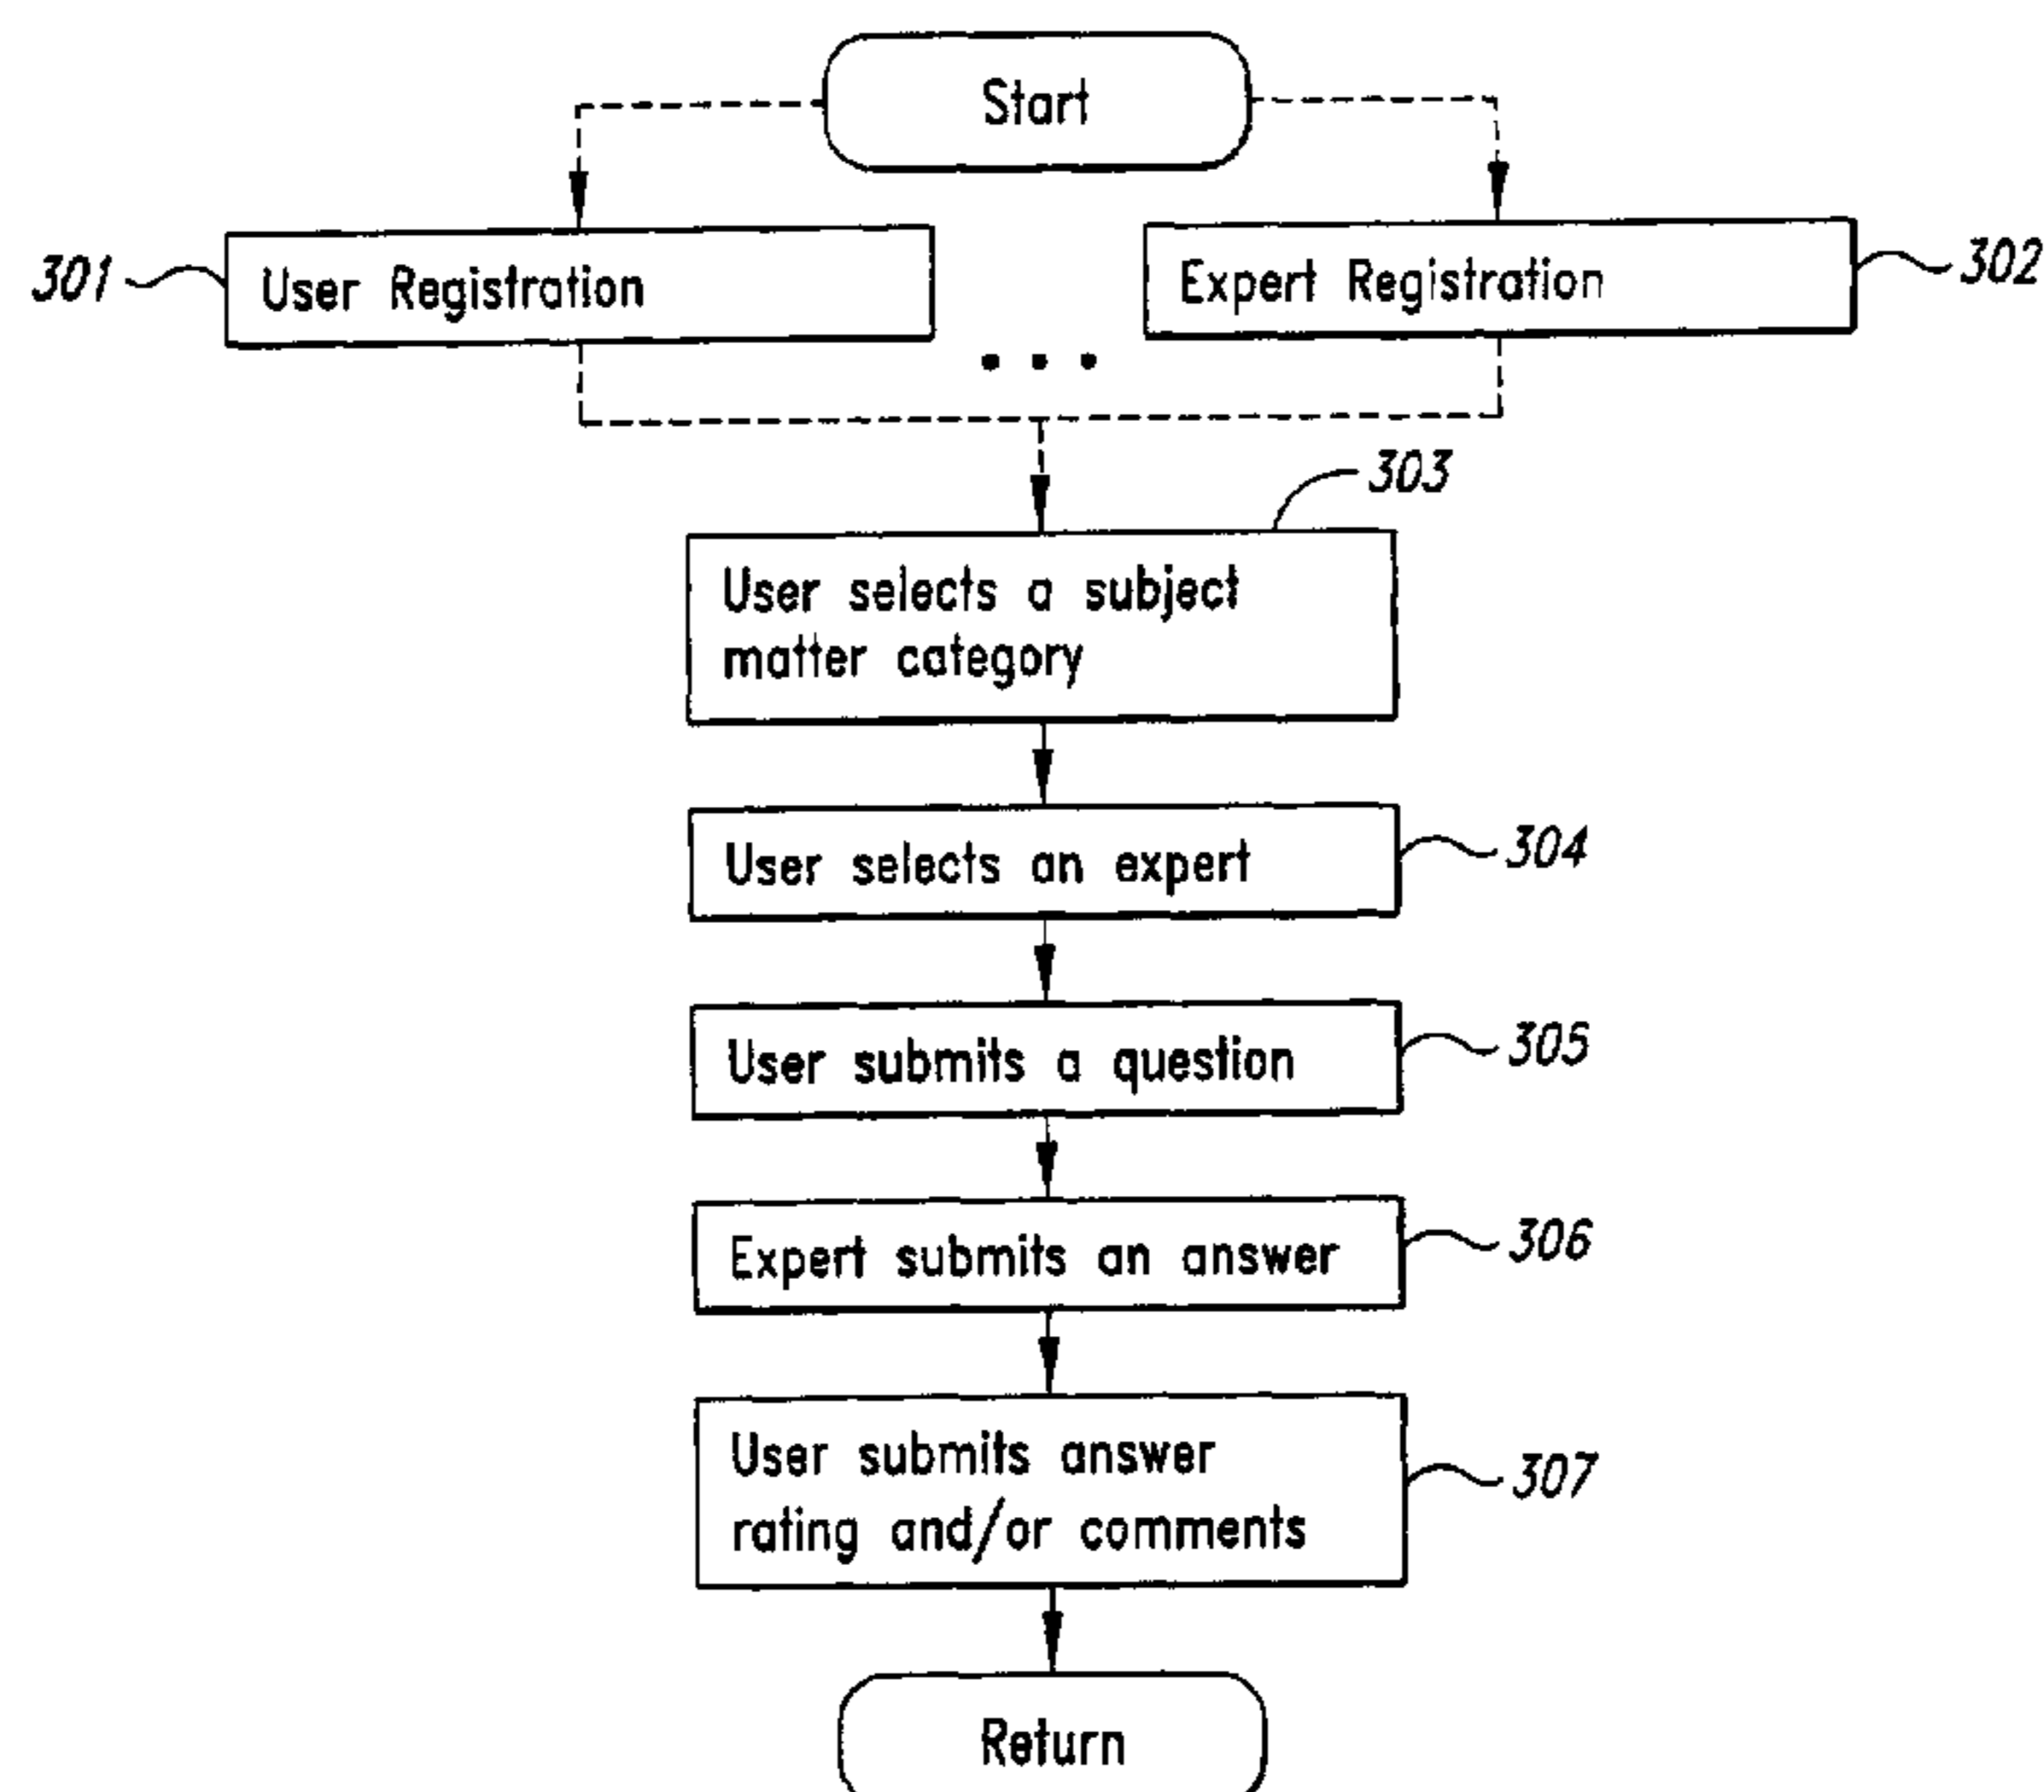 Start
301
User Registration
Expert Registration
302
303
User selects a subject
matter category
User selects an expert
304
User submits a question
305
Expert submits an answer
306
User submits answer
rating and/or comments
307
Return